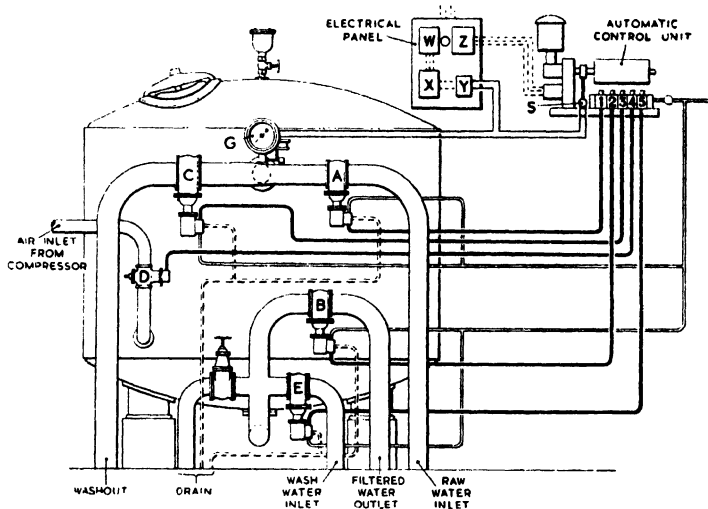 ELECTRICAL
PANEL
AUTOMATIC
CONTROL UNIT
W Z
X Y
S
1 2 3 4 5
G
C
A
AIR INLET
FROM
COMPRESSOR
D
B
E
WASHOUT
DRAIN
WASH
WATER
INLET
FILTERED
WATER
OUTLET
RAW
WATER
INLET